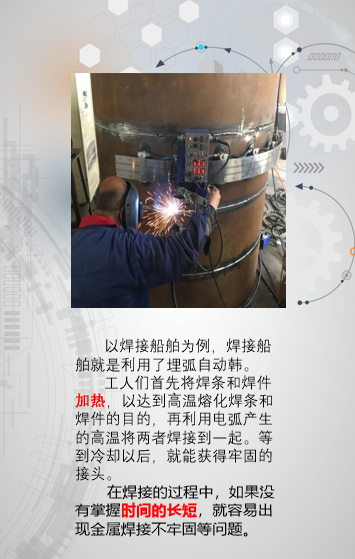 以焊接船舶为例，焊接船
舶就是利用了埋弧自动韩。
工人们首先将焊条和焊件
加热，以达到高温熔化焊条和
焊件的目的，再利用电弧产生
的高温将两者焊接到一起。等
到冷却以后，就能获得牢固的
接头。
在焊接的过程中，如果没
有掌握时间的长短，就容易出
现金属焊接不牢固等问题。